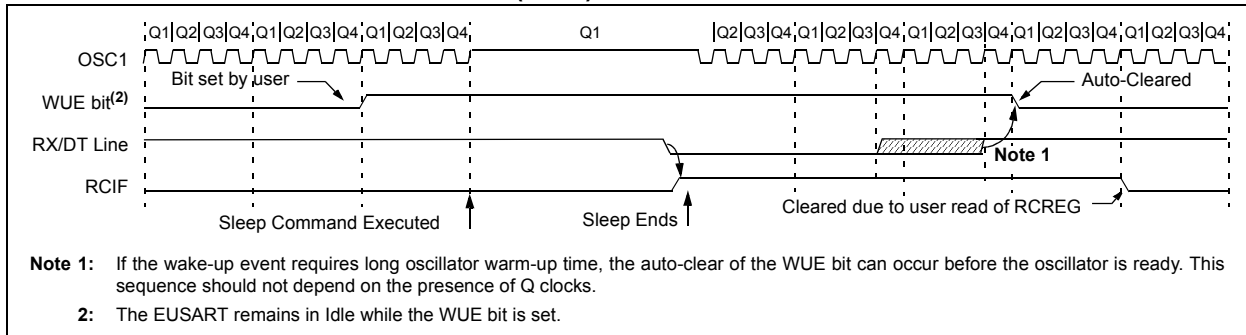 Q1|Q2|Q3|Q4|Q1|Q2|Q3|Q4|Q1|Q2|Q3|Q4 Q1 |Q2|Q3|Q4|Q1|Q2|Q3|Q4|Q1|Q2|Q3|Q4|Q1|Q2|Q3|Q4|Q1|Q2|Q3|Q4
OSC1
Bit set by user Auto-Cleared
WUE bit(2)
RX/DT Line
Note 1
RCIF
Cleared due to user read of RCREG
Sleep Command Executed Sleep Ends
Note 1: If the wake-up event requires long oscillator warm-up time, the auto-clear of the WUE bit can occur before the oscillator is ready. This
sequence should not depend on the presence of Q clocks.
2: The EUSART remains in Idle while the WUE bit is set.